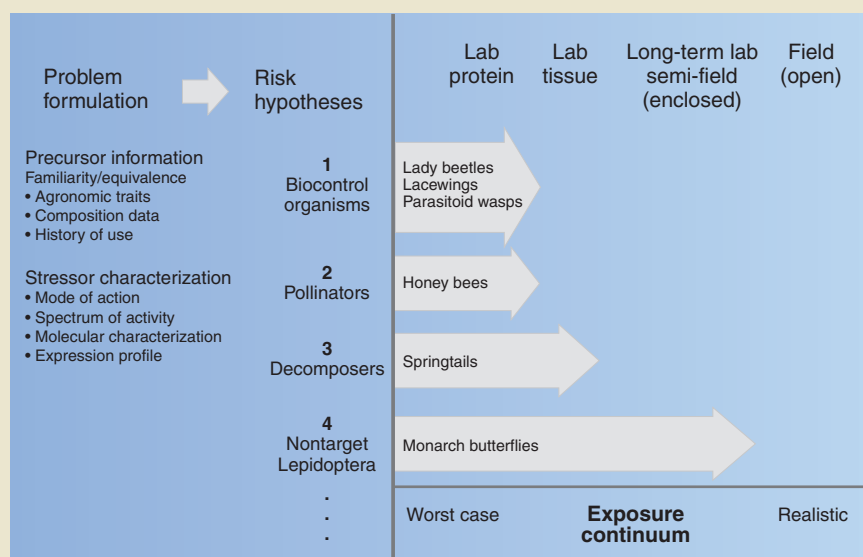 Problem
formulation
Risk
hypotheses
Lab
protein
Lab
tissue
Long-term lab
semi-field
(enclosed)
Field
(open)
Precursor information
Familiarity/equivalence
• Agronomic traits
• Composition data
• History of use
Stressor characterization
• Mode of action
• Spectrum of activity
• Molecular characterization
• Expression profile
1
Biocontrol
organisms
Lady beetles
Lacewings
Parasitoid wasps
2
Pollinators
Honey bees
3
Decomposers
Springtails
4
Nontarget
Lepidoptera
Monarch butterflies
.
.
.
Worst case
Exposure
continuum
Realistic